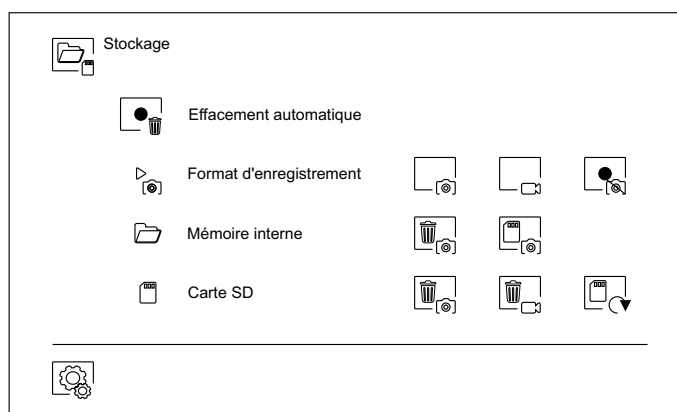 Stockage
Effacement automatique
Format d'enregistrement
Mémoire interne
Carte SD